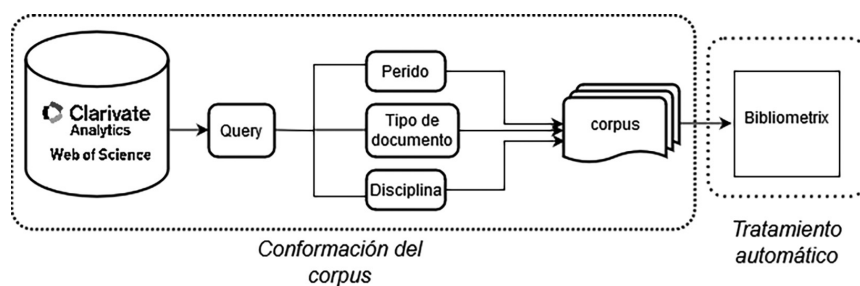 Clarivate
Analytics
Web of Science
Query
Perido
Tipo de
documento
Disciplina
corpus
Bibliometrix
Conformación del
corpus
Tratamiento
automático